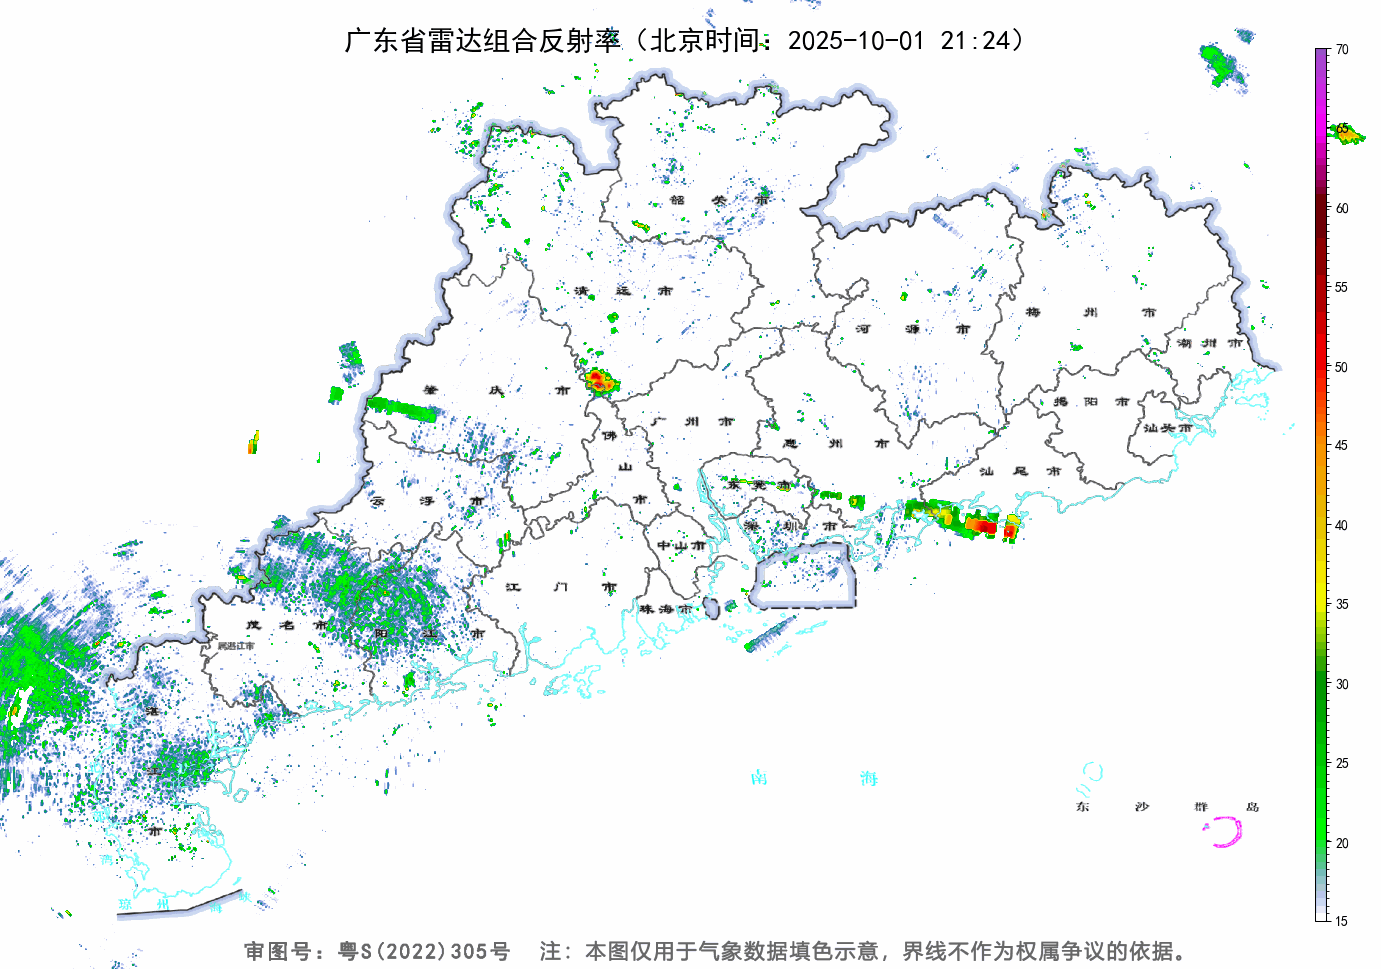 广东省雷达组合反射率（北京时间：2025-10-01 21:24）
70
65
60
55
50
45
40
35
30
25
20
15
韶关市
清远市
河源市
梅州市
潮州市
肇庆市
揭阳市
汕头市
广州市
佛山市
惠州市
汕尾市
云浮市
东莞市
深圳市
中山市
江门市
珠海市
茂名市
阳江市
属湛江市
湛江市
南海
东沙群岛
琼州海峡
审图号：粤S(2022)305号 注：本图仅用于气象数据填色示意，界线不作为权属争议的依据。